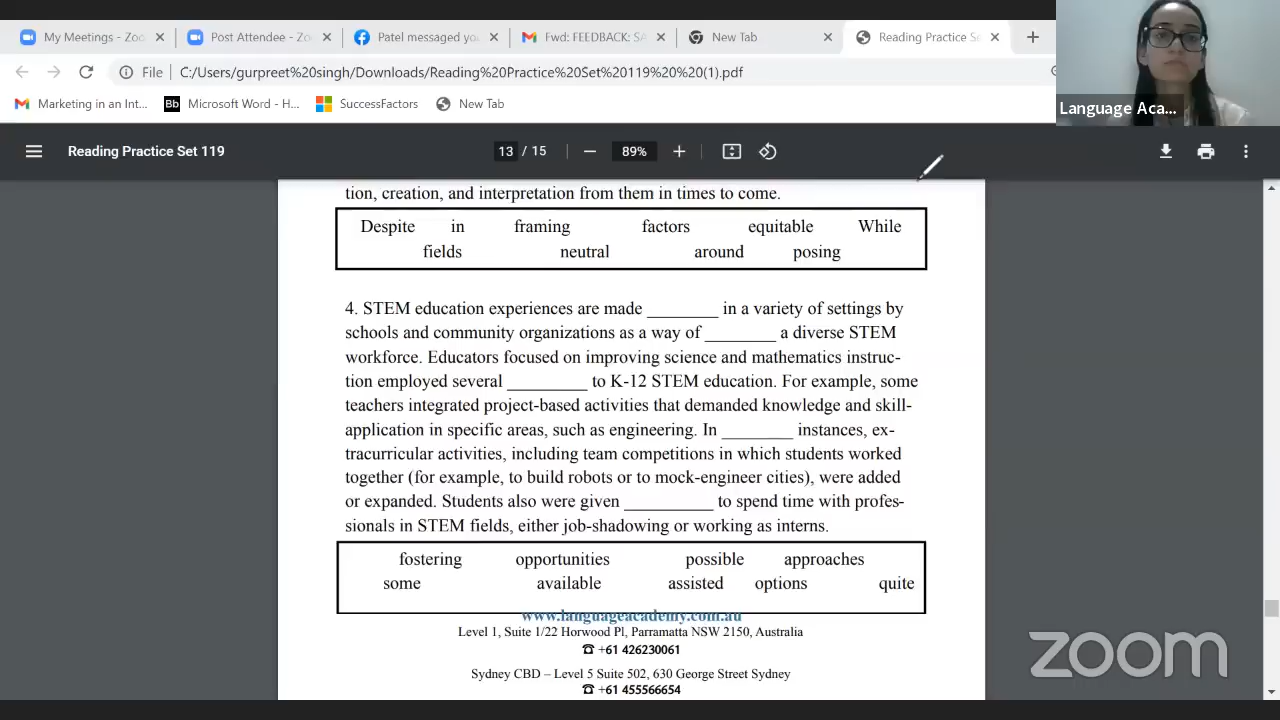 My Meetings - Zoo
Post Attendee - Zo
Patel messaged yo
Fwd: FEEDBACK: SA
New Tab
Reading Practice Se
File C:/Users/gurpreet%20singh/Downloads/Reading%20Practice%20Set%20119%20%20(1).pdf
Marketing in an Int...
Bb Microsoft Word - H...
SuccessFactors
New Tab
Language Aca...
Reading Practice Set 119
13 / 15
89%
tion, creation, and interpretation from them in times to come.
Despite in framing factors equitable While
fields neutral around posing
4. STEM education experiences are made ________ in a variety of settings by
schools and community organizations as a way of ________ a diverse STEM
workforce. Educators focused on improving science and mathematics instruc-
tion employed several _________ to K-12 STEM education. For example, some
teachers integrated project-based activities that demanded knowledge and skill-
application in specific areas, such as engineering. In ________ instances, ex-
tracurricular activities, including team competitions in which students worked
together (for example, to build robots or to mock-engineer cities), were added
or expanded. Students also were given __________ to spend time with profes-
sionals in STEM fields, either job-shadowing or working as interns.
fostering opportunities possible approaches
some available assisted options quite
www.languageacademy.com.au
Level 1, Suite 1/22 Horwood Pl, Parramatta NSW 2150, Australia
☎ +61 426230061
Sydney CBD – Level 5 Suite 502, 630 George Street Sydney
☎ +61 455566654
zoom